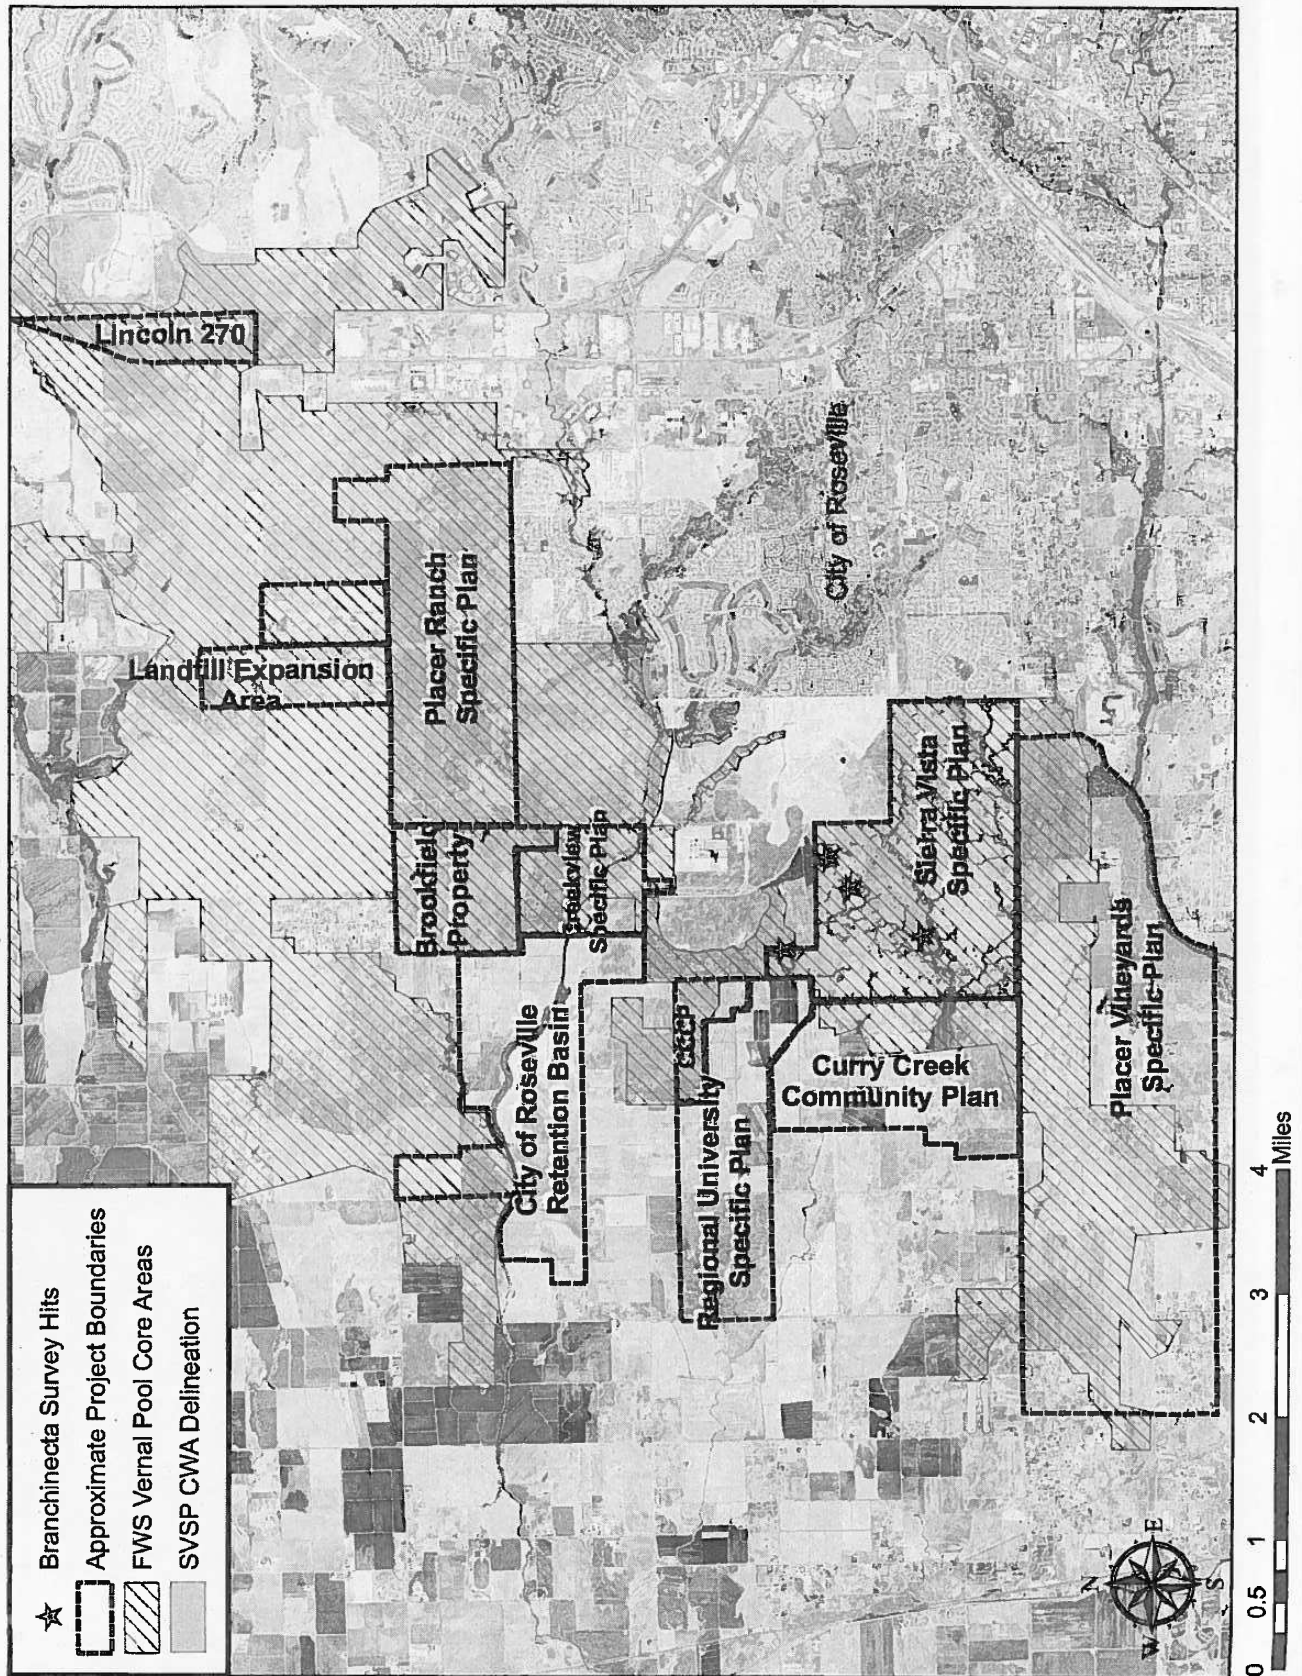 Branchinecta Survey Hits
Approximate Project Boundaries
FWS Vernal Pool Core Areas
SVSP CWA Delineation
Lincoln 270
Landfill Expansion
Area
Placer Ranch
Specific Plan
Brookfield
Property
Creekview
Specific Plan
City of Roseville
Retention Basin
CCCP
Regional University
Specific Plan
Curry Creek
Community Plan
Sierra Vista
Specific Plan
Placer Vineyards
Specific Plan
City of Roseville
N
W
E
S
0 0.5 1 2 3 4
Miles